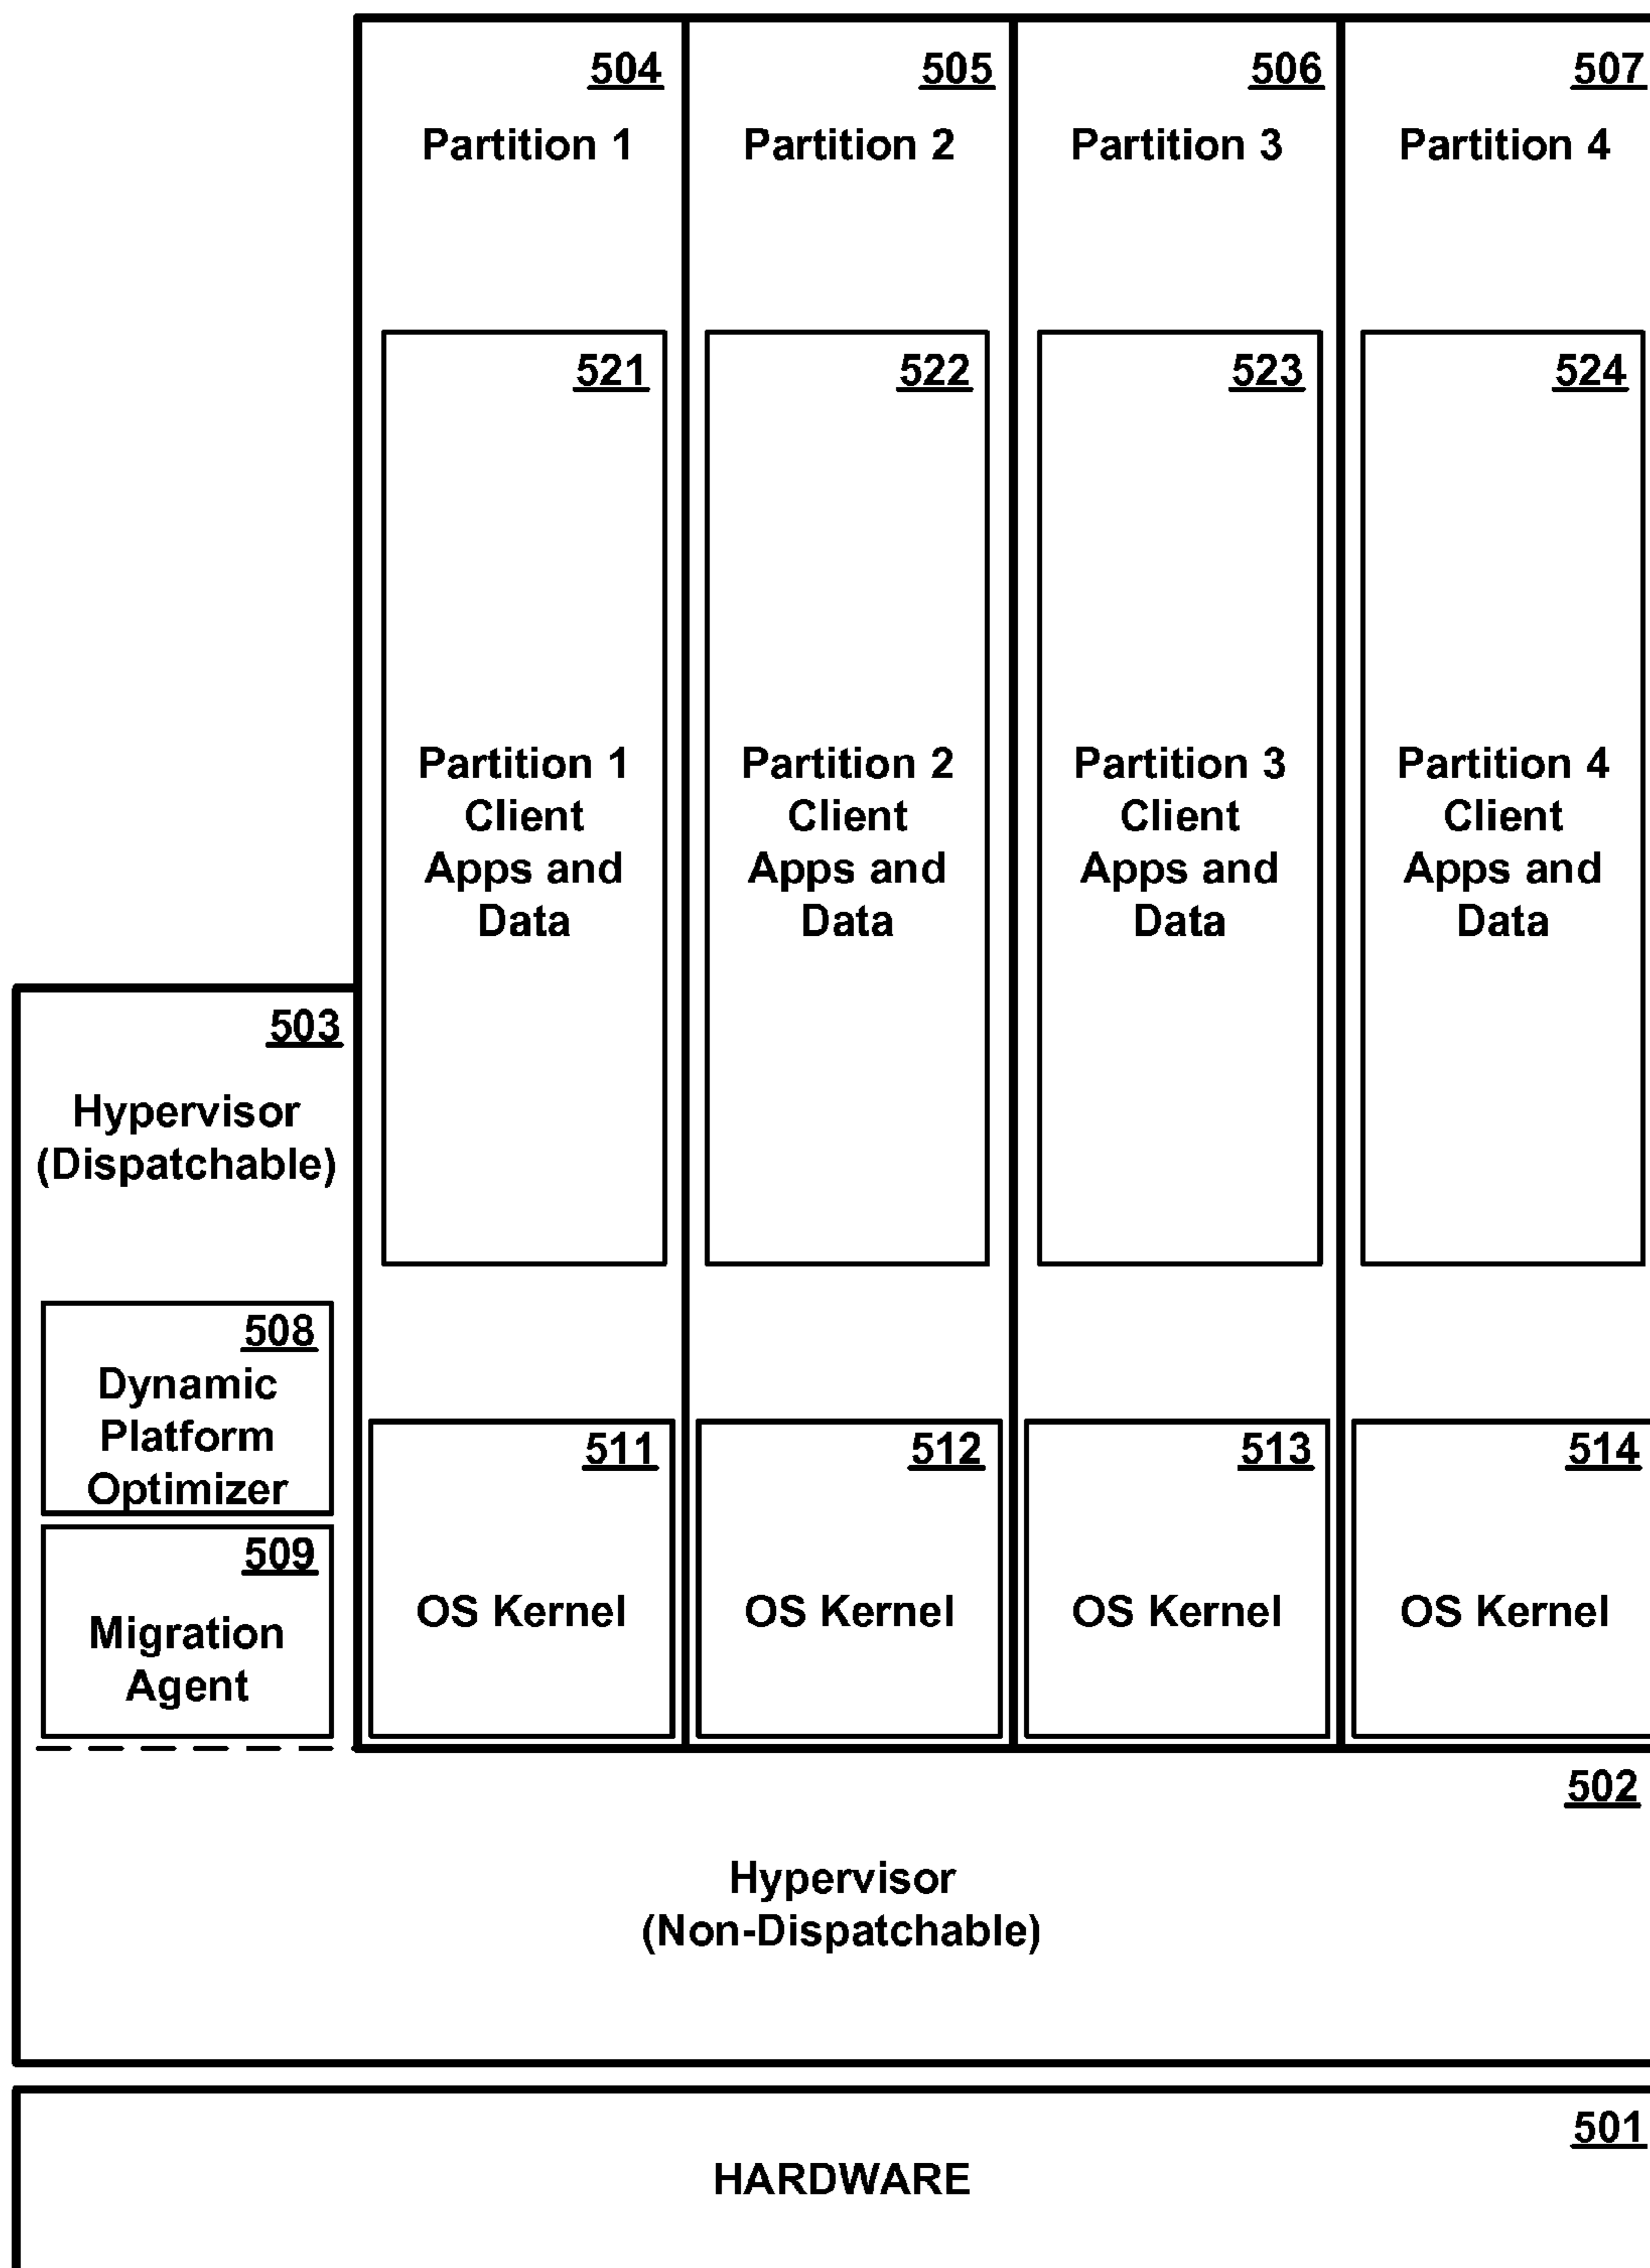 504
Partition 1
505
Partition 2
506
Partition 3
507
Partition 4
521
Partition 1
Client
Apps and
Data
522
Partition 2
Client
Apps and
Data
523
Partition 3
Client
Apps and
Data
524
Partition 4
Client
Apps and
Data
503
Hypervisor
(Dispatchable)
508
Dynamic
Platform
Optimizer
509
Migration
Agent
511
OS Kernel
512
OS Kernel
513
OS Kernel
514
OS Kernel
502
Hypervisor
(Non-Dispatchable)
501
HARDWARE